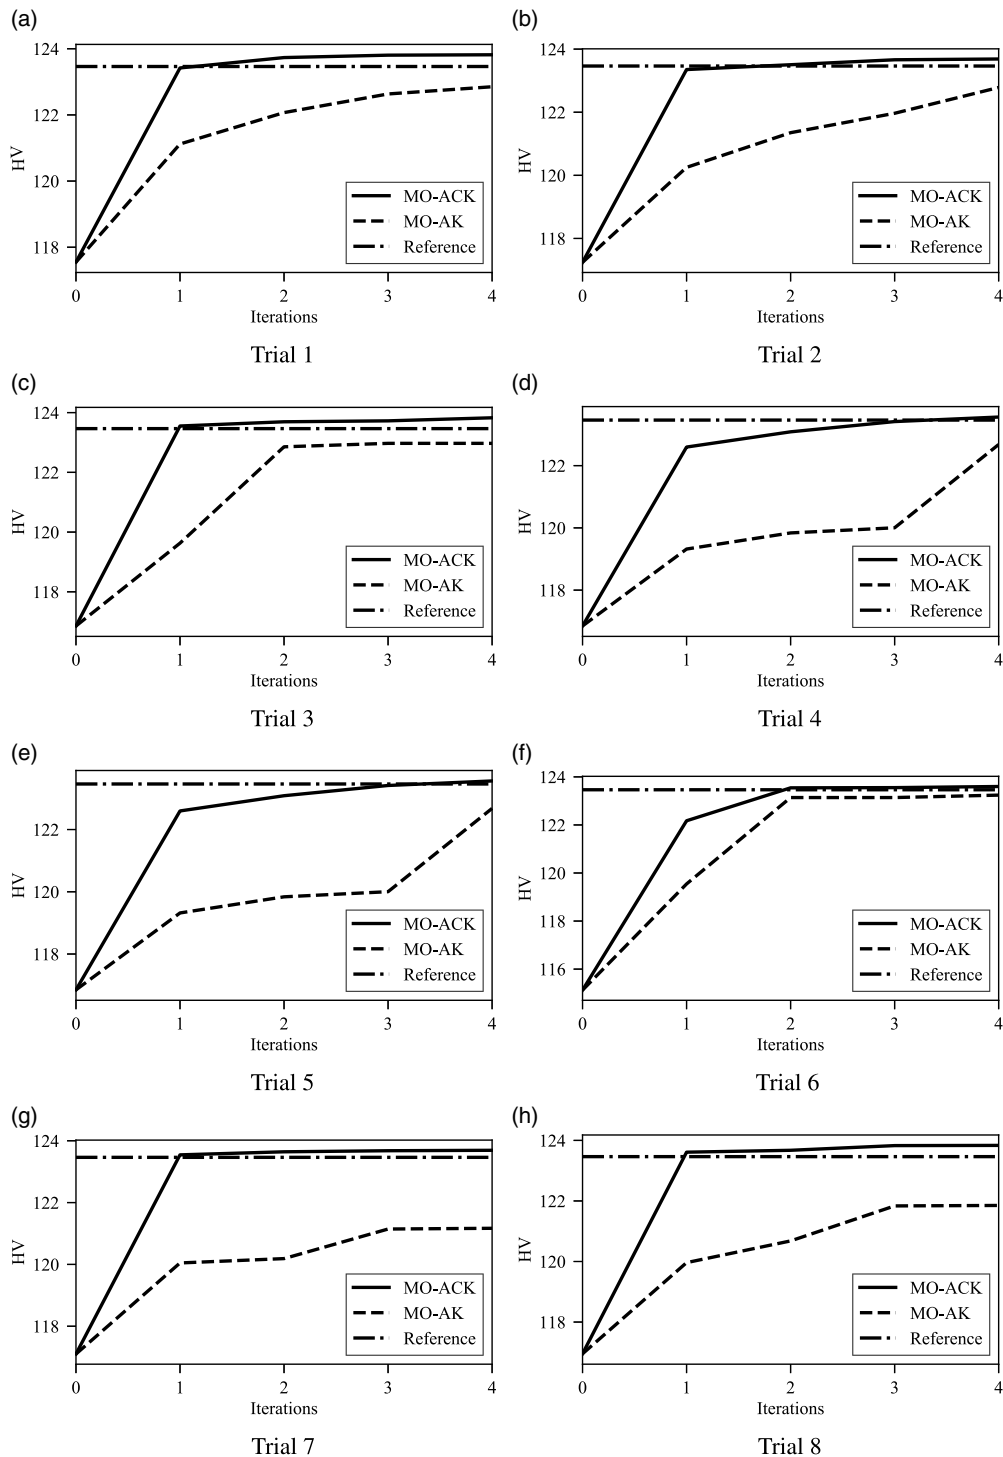 (a)
124
122
120
118
HV
MO-ACK
MO-AK
Reference
0 1 2 3 4
Iterations
Trial 1
(b)
124
122
120
118
HV
MO-ACK
MO-AK
Reference
0 1 2 3 4
Iterations
Trial 2
(c)
124
122
120
118
HV
MO-ACK
MO-AK
Reference
0 1 2 3 4
Iterations
Trial 3
(d)
122
120
118
HV
MO-ACK
MO-AK
Reference
0 1 2 3 4
Iterations
Trial 4
(e)
122
120
118
HV
MO-ACK
MO-AK
Reference
0 1 2 3 4
Iterations
Trial 5
(f)
124
122
120
118
116
HV
MO-ACK
MO-AK
Reference
0 1 2 3 4
Iterations
Trial 6
(g)
124
122
120
118
HV
MO-ACK
MO-AK
Reference
0 1 2 3 4
Iterations
Trial 7
(h)
124
122
120
118
HV
MO-ACK
MO-AK
Reference
0 1 2 3 4
Iterations
Trial 8